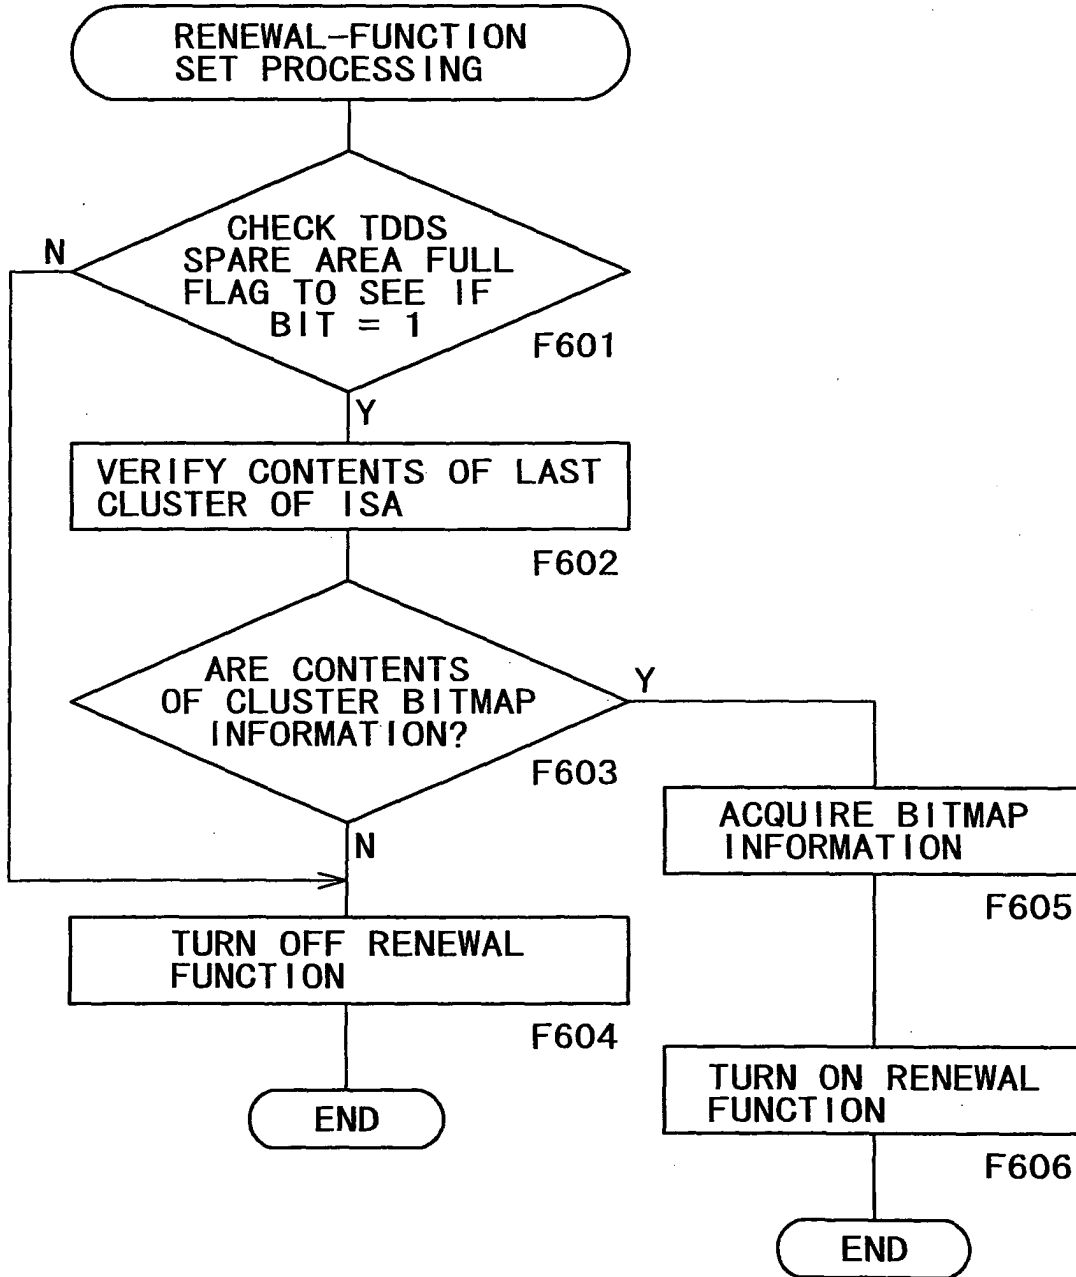 RENEWAL-FUNCTION
SET PROCESSING
CHECK TDDS
SPARE AREA FULL
FLAG TO SEE IF
BIT = 1
N
F601
Y
VERIFY CONTENTS OF LAST
CLUSTER OF ISA
F602
ARE CONTENTS
OF CLUSTER BITMAP
INFORMATION?
Y
F603
N
ACQUIRE BITMAP
INFORMATION
F605
TURN OFF RENEWAL
FUNCTION
F604
END
TURN ON RENEWAL
FUNCTION
F606
END